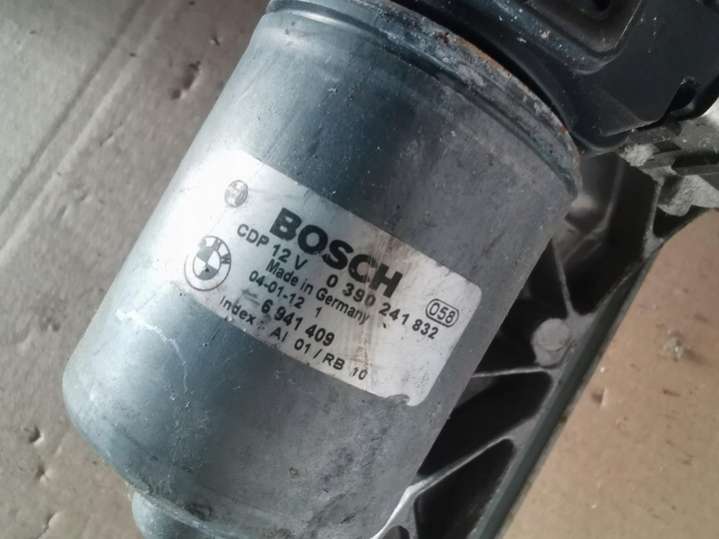 BOSCH
CDP 12 V 0 390 241 832
Made in Germany 058
04-01-12 1
6 941 409
Index: AI 01 / RB 10